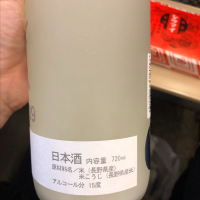 日本酒 内容量 720ml
原材料名/米(長野県産)
米こうじ(長野県産米)
アルコール分 15度
9